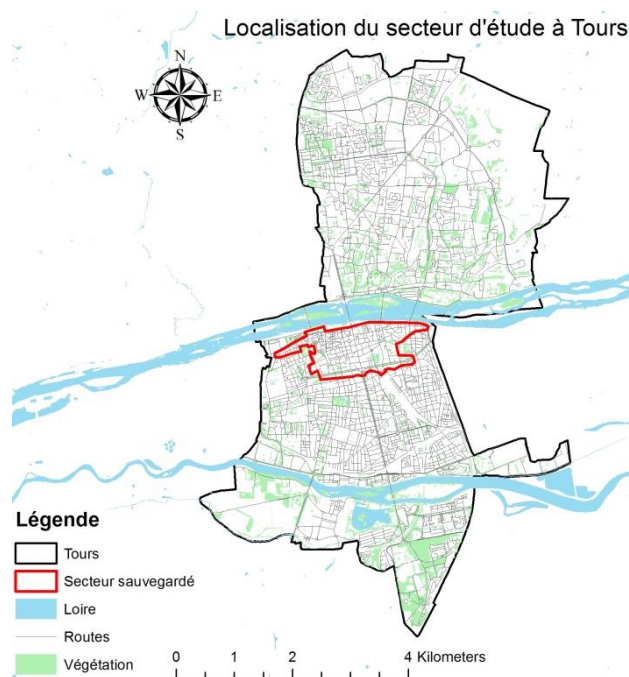 Localisation du secteur d'étude à Tours
N
W E
S
Légende
Tours
Secteur sauvegardé
Loire
Routes
Végétation
0 1 2 4 Kilometers